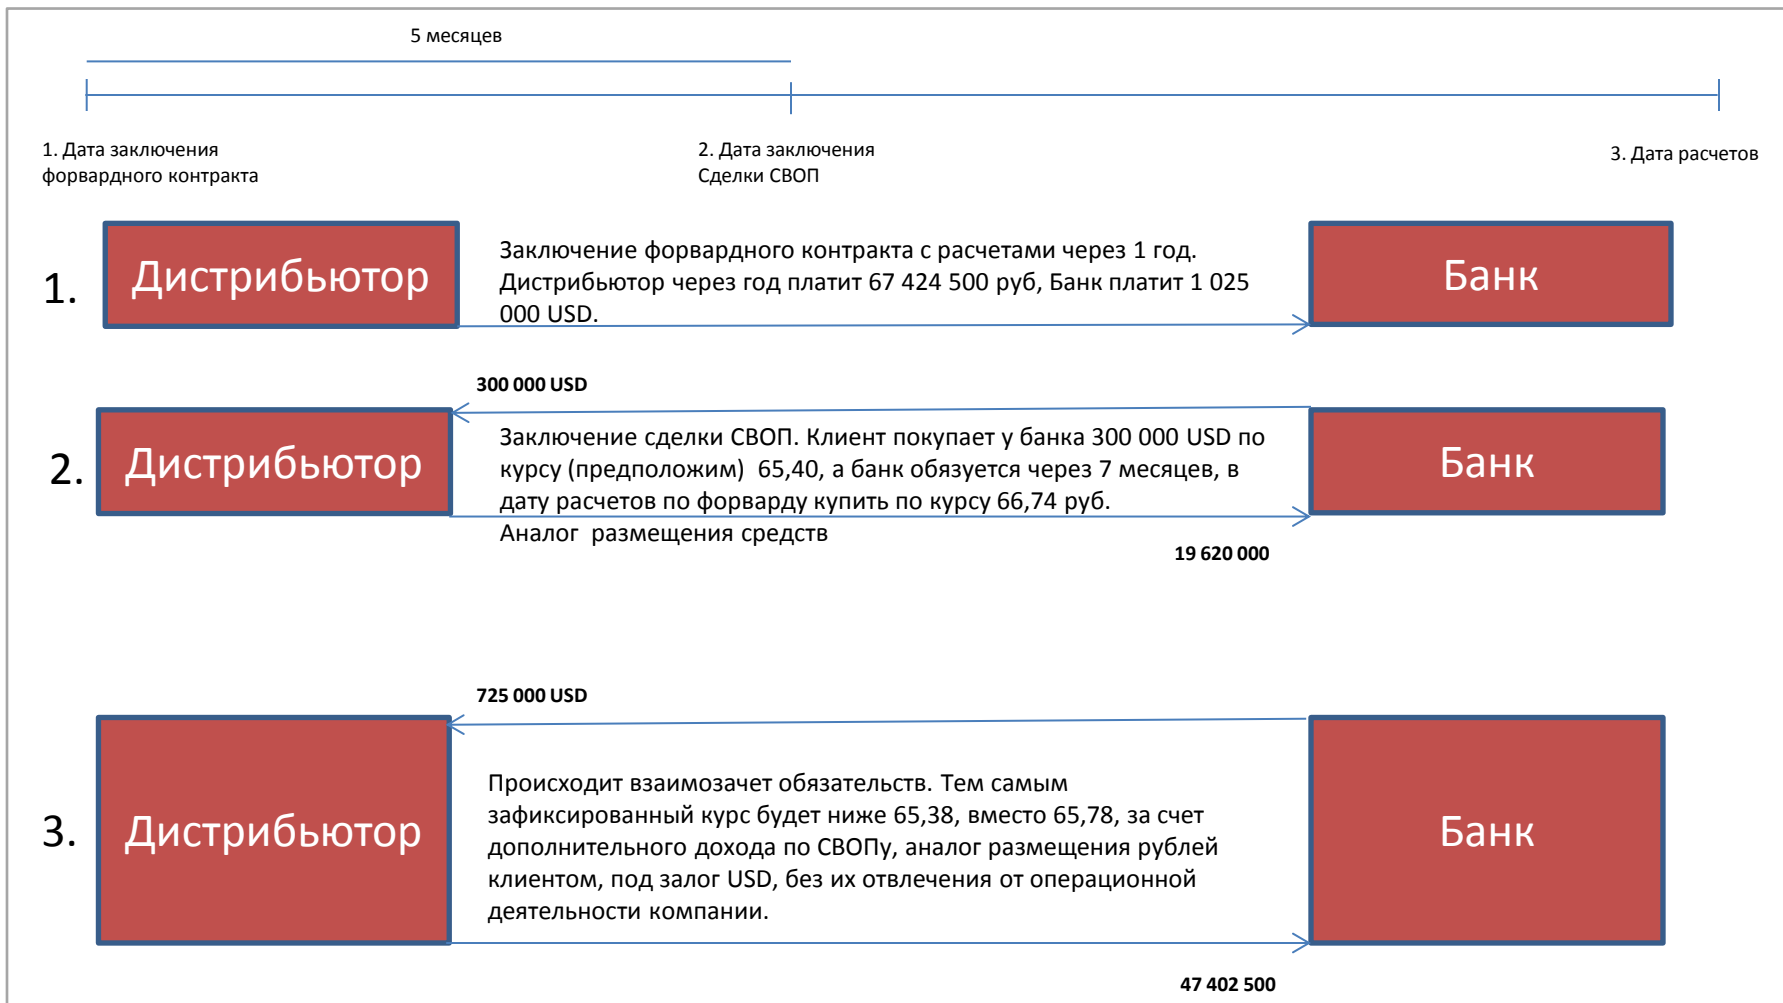 5 месяцев
1. Дата заключения
форвардного контракта
2. Дата заключения
Сделки СВОП
3. Дата расчетов
1.
Дистрибьютор
Заключение форвардного контракта с расчетами через 1 год.
Дистрибьютор через год платит 67 424 500 руб, Банк платит 1 025
000 USD.
Банк
300 000 USD
2.
Дистрибьютор
Заключение сделки СВОП. Клиент покупает у банка 300 000 USD по
курсу (предположим)  65,40, а банк обязуется через 7 месяцев, в
дату расчетов по форварду купить по курсу 66,74 руб.
Аналог  размещения средств
Банк
19 620 000
725 000 USD
3.
Дистрибьютор
Происходит взаимозачет обязательств. Тем самым
зафиксированный курс будет ниже 65,38, вместо 65,78, за счет
дополнительного дохода по СВОПу, аналог размещения рублей
клиентом, под залог USD, без их отвлечения от операционной
деятельности компании.
Банк
47 402 500